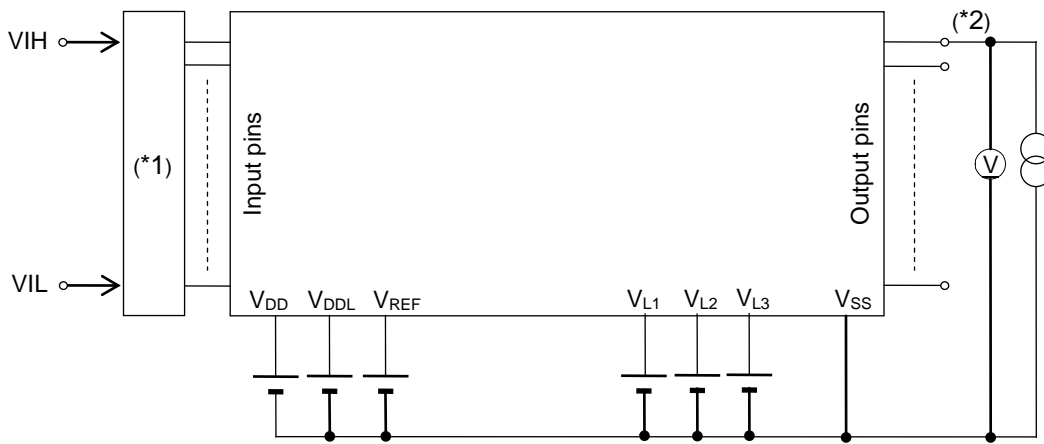 VIH
(*2)
(*1)
Input pins
Output pins
V
VIL
VDD VDDL VREF VL1 VL2 VL3 VSS